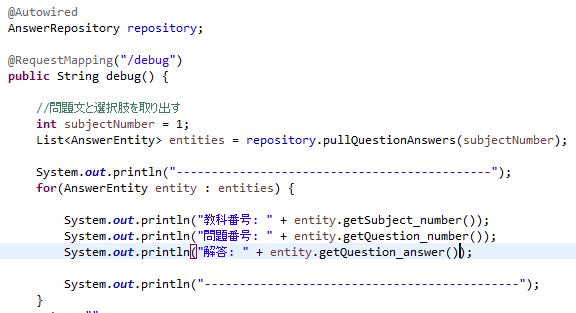 @Autowired
AnswerRepository repository;
@RequestMapping("/debug")
public String debug() {
//問題文と選択肢を取り出す
int subjectNumber = 1;
List<AnswerEntity> entities = repository.pullQuestionAnswers(subjectNumber);
System.out.println("------------------------------------------");
for(AnswerEntity entity : entities) {
System.out.println("教科番号: " + entity.getSubject_number());
System.out.println("問題番号: " + entity.getQuestion_number());
System.out.println("解答: " + entity.getQuestion_answer());
System.out.println("------------------------------------------");
}